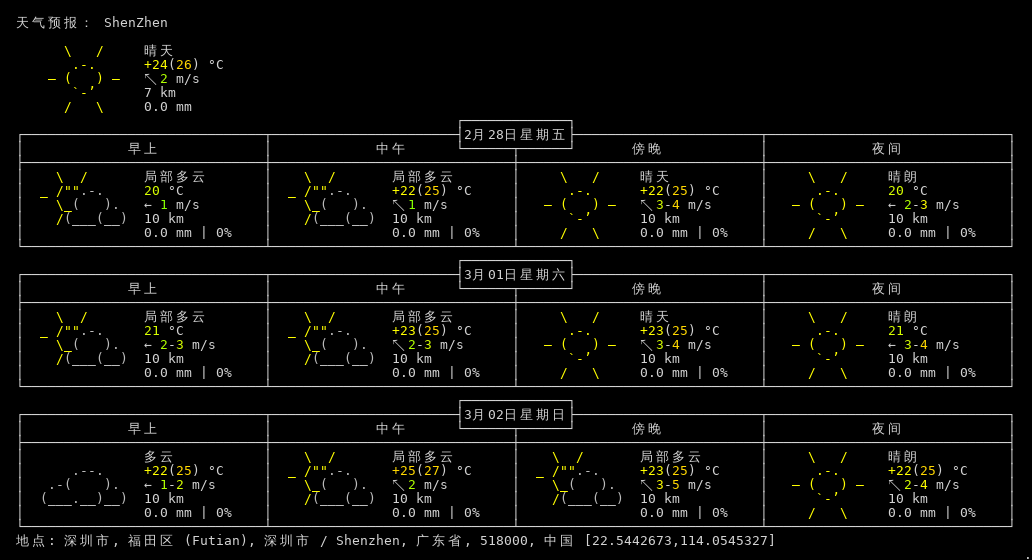 天气预报： ShenZhen
晴天
+24(26) °C
↖ 2 m/s
7 km
0.0 mm
2月28日星期五
早上 中午 傍晚 夜间
局部多云 局部多云 晴天 晴朗
20 °C +22(25) °C +22(25) °C 20 °C
← 1 m/s ↖ 1 m/s ↖ 3-4 m/s ← 2-3 m/s
10 km 10 km 10 km 10 km
0.0 mm | 0% 0.0 mm | 0% 0.0 mm | 0% 0.0 mm | 0%
3月01日星期六
早上 中午 傍晚 夜间
局部多云 局部多云 晴天 晴朗
21 °C +23(25) °C +23(25) °C 21 °C
← 2-3 m/s ↖ 2-3 m/s ↖ 3-4 m/s ← 3-4 m/s
10 km 10 km 10 km 10 km
0.0 mm | 0% 0.0 mm | 0% 0.0 mm | 0% 0.0 mm | 0%
3月02日星期日
早上 中午 傍晚 夜间
多云 局部多云 局部多云 晴朗
+22(25) °C +25(27) °C +23(25) °C +22(25) °C
← 1-2 m/s ↖ 2 m/s ↖ 3-5 m/s ↖ 2-4 m/s
10 km 10 km 10 km 10 km
0.0 mm | 0% 0.0 mm | 0% 0.0 mm | 0% 0.0 mm | 0%
地点: 深圳市, 福田区 (Futian), 深圳市 / Shenzhen, 广东省, 518000, 中国 [22.5442673,114.0545327]